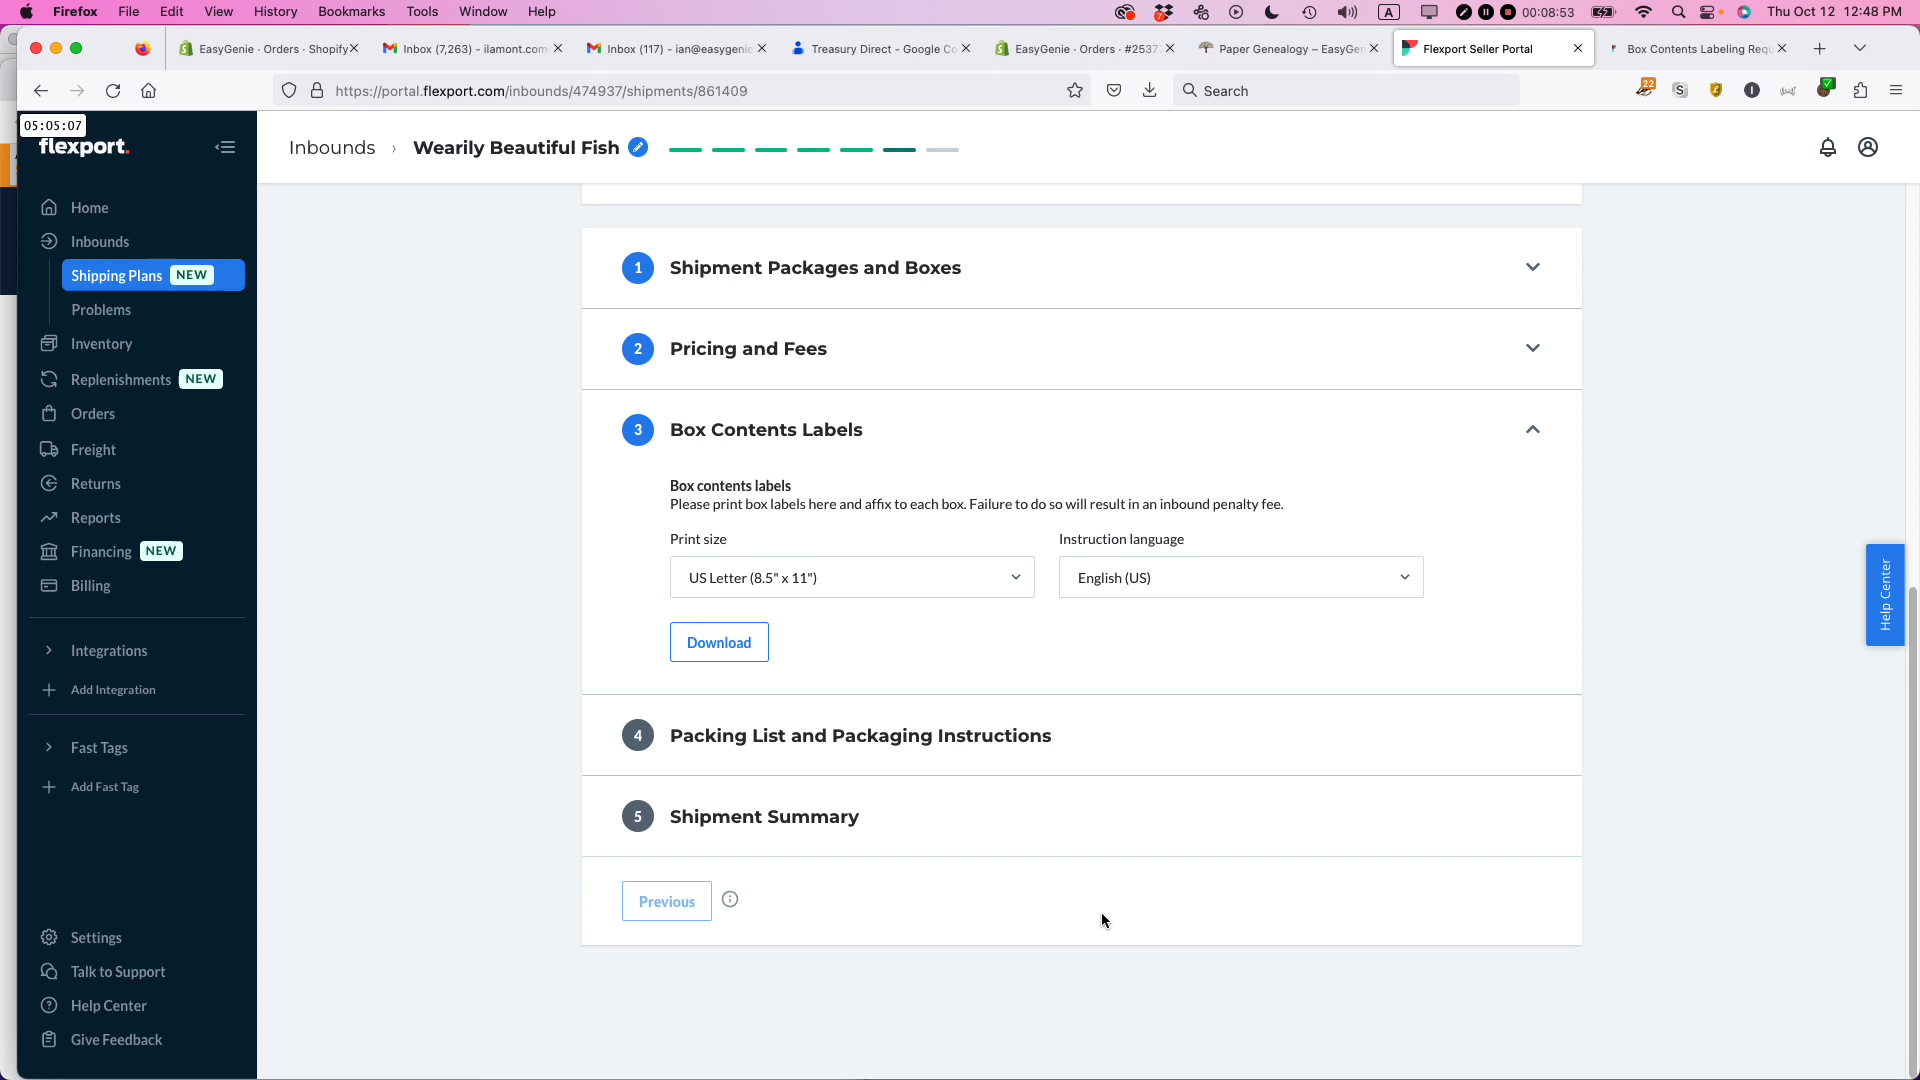 Firefox File Edit View History Bookmarks Tools Window Help 7 A 00:08:53 Thu Oct 12 12:48 PM
EasyGenie · Orders · Shopify Inbox (7,263) - ilamont.com Inbox (117) - ian@easygenie Treasury Direct - Google Co EasyGenie · Orders · #2537 Paper Genealogy – EasyGen Flexport Seller Portal Box Contents Labeling Requ
https://portal.flexport.com/inbounds/474937/shipments/861409 Search 22 S
05:05:07
flexport.
Inbounds › Wearily Beautiful Fish
Home
Inbounds
Shipping Plans NEW
Problems
Inventory
Replenishments NEW
Orders
Freight
Returns
Reports
Financing NEW
Billing
Integrations
Add Integration
Fast Tags
Add Fast Tag
Settings
Talk to Support
Help Center
Give Feedback
1 Shipment Packages and Boxes
2 Pricing and Fees
3 Box Contents Labels
Box contents labels
Please print box labels here and affix to each box. Failure to do so will result in an inbound penalty fee.
Print size Instruction language
US Letter (8.5" x 11") English (US)
Download
4 Packing List and Packaging Instructions
5 Shipment Summary
Previous
Help Center